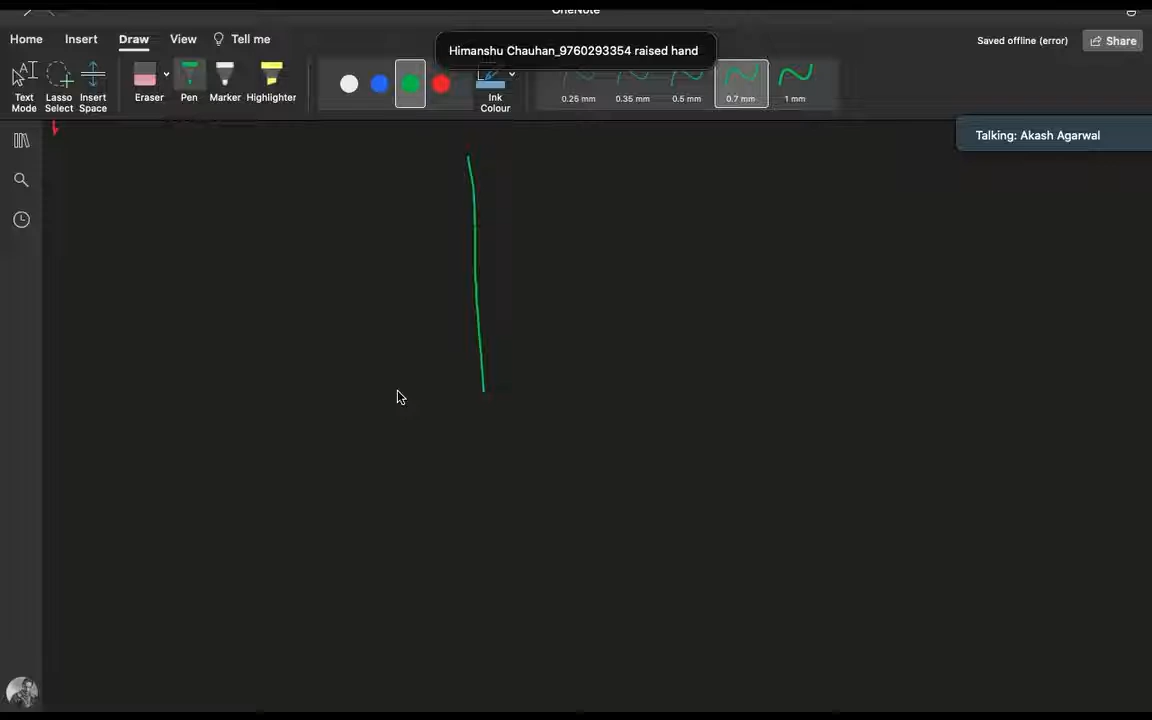 OneNote
Himanshu Chauhan_9760293354 raised hand
Home Insert Draw View Tell me
Saved offline (error) Share
Text Mode
Lasso Select
Insert Space
Eraser
Pen
Marker
Highlighter
Ink Colour
0.25 mm
0.35 mm
0.5 mm
0.7 mm
1 mm
Talking: Akash Agarwal